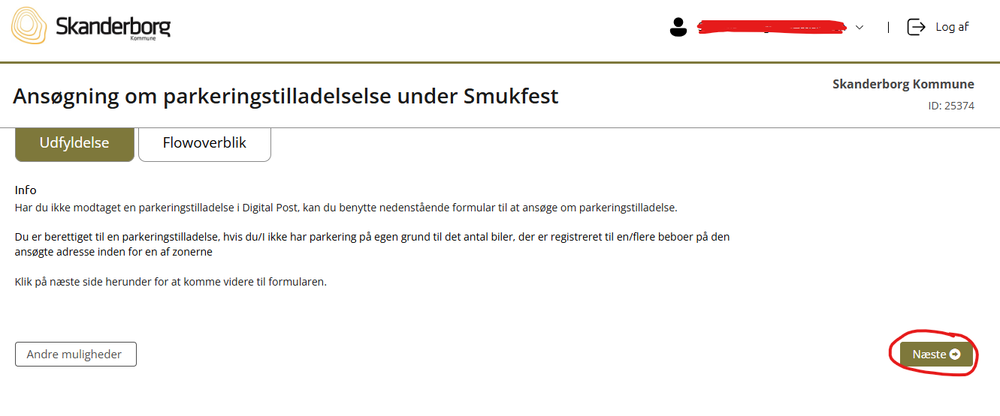 Skanderborg
Kommune
Log af
Ansøgning om parkeringstilladelselse under Smukfest
Skanderborg Kommune
ID: 25374
Udfyldelse
Flowoverblik
Info
Har du ikke modtaget en parkeringstilladelse i Digital Post, kan du benytte nedenstående formular til at ansøge om parkeringstilladelse.
Du er berettiget til en parkeringstilladelse, hvis du/I ikke har parkering på egen grund til det antal biler, der er registreret til en/flere beboer på den
ansøgte adresse inden for en af zonerne
Klik på næste side herunder for at komme videre til formularen.
Andre muligheder
Næste